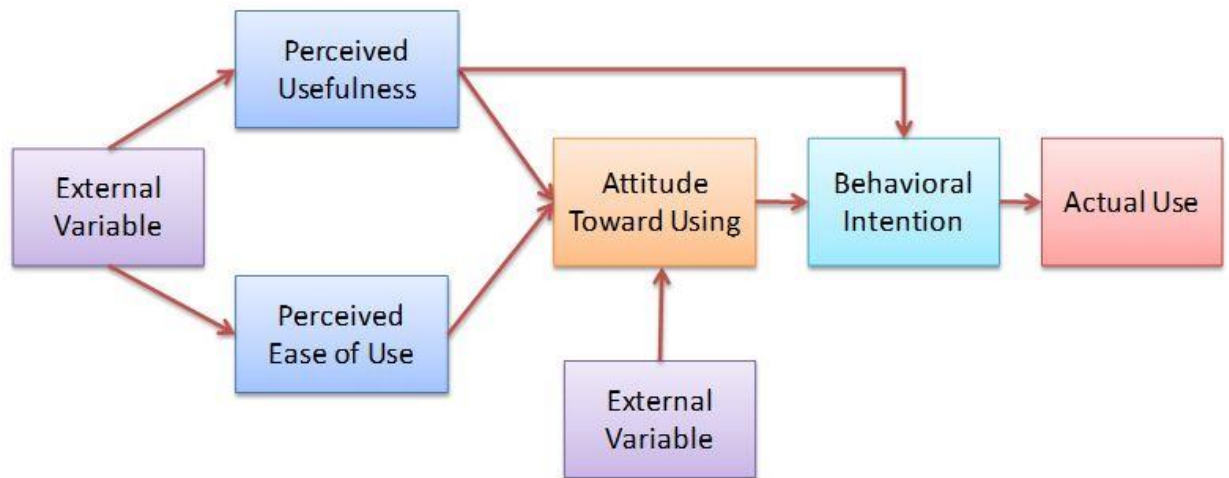 Perceived
Usefulness
External
Variable
Perceived
Ease of Use
Attitude
Toward Using
Behavioral
Intention
Actual Use
External
Variable